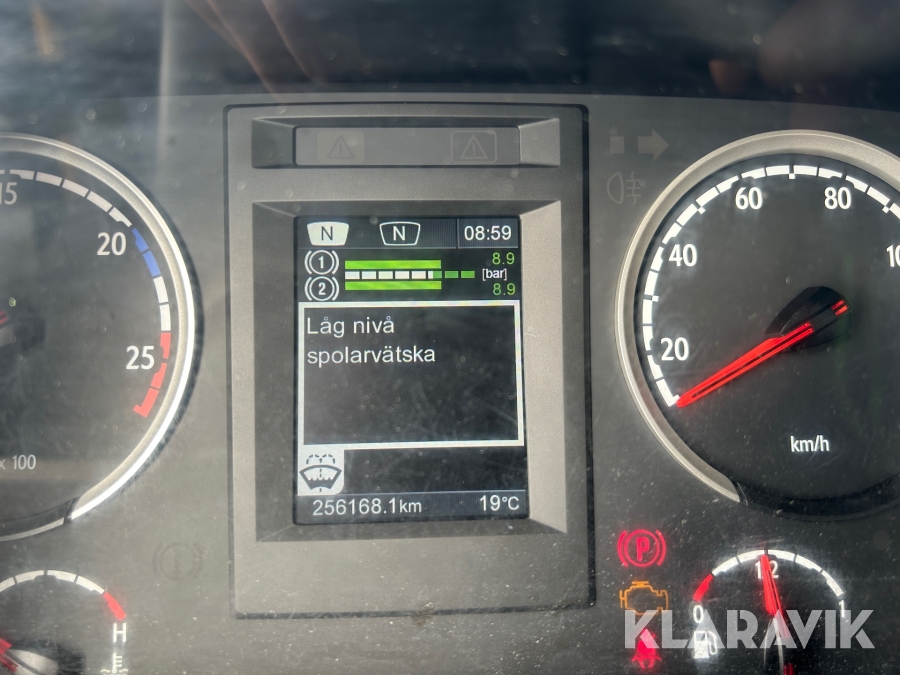 15
20
25
x 100
H
N N 08:59
1 8.9
[bar]
2 8.9
Låg nivå
spolarvätska
256168.1km 19°C
20
40
60
80
km/h
P
0
1/2
1
KLARAVIK